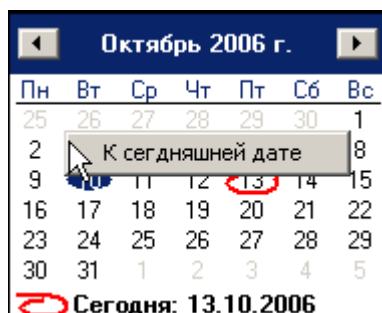 Октябрь 2006 г.
Пн Вт Ср Чт Пт Сб Вс
25 26 27 28 29 30 1
2 К сегдняшней дате 8
9 10 11 12 13 14 15
16 17 18 19 20 21 22
23 24 25 26 27 28 29
30 31 1 2 3 4 5
Сегодня: 13.10.2006